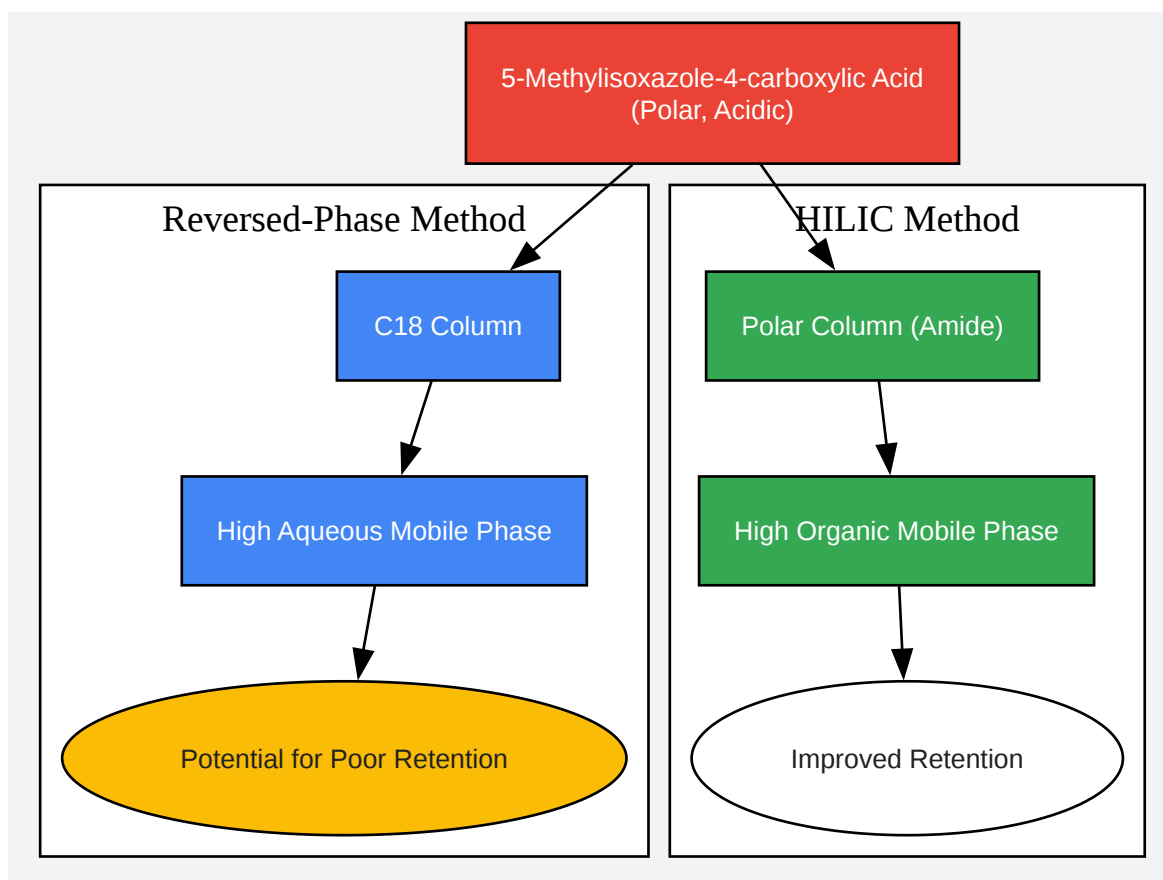 5-Methylisoxazole-4-carboxylic Acid
(Polar, Acidic)
Reversed-Phase Method
HILIC Method
C18 Column
Polar Column (Amide)
High Aqueous Mobile Phase
High Organic Mobile Phase
Potential for Poor Retention
Improved Retention